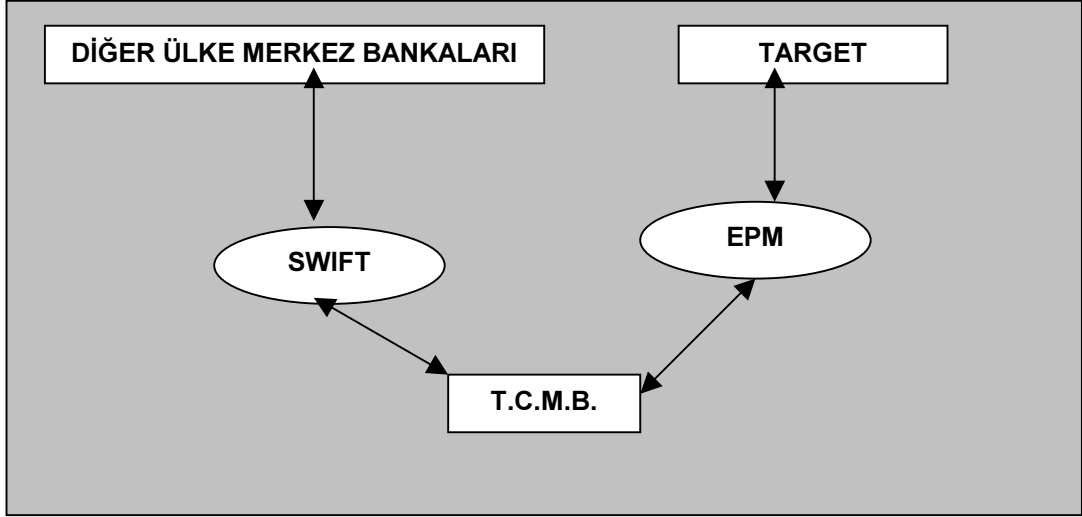 DİĞER ÜLKE MERKEZ BANKALARI
TARGET
SWIFT
EPM
T.C.M.B.